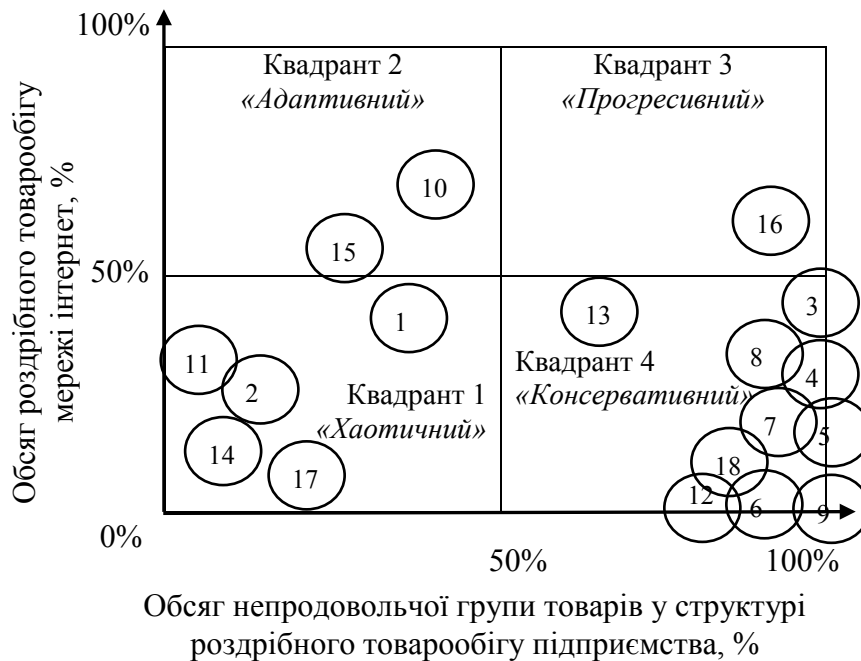 100%
Квадрант 2
«Адаптивний»
Квадрант 3
«Прогресивний»
10
16
15
50%
3
13
1
8
11
Квадрант 4
4
2
Квадрант 1
«Консервативний»
7
5
«Хаотичний»
14
18
17
12
6
9
0%
50%
100%
Обсяг роздрібного товарообігу
мережі інтернет, %
Обсяг непродовольчої групи товарів у структурі
роздрібного товарообігу підприємства, %